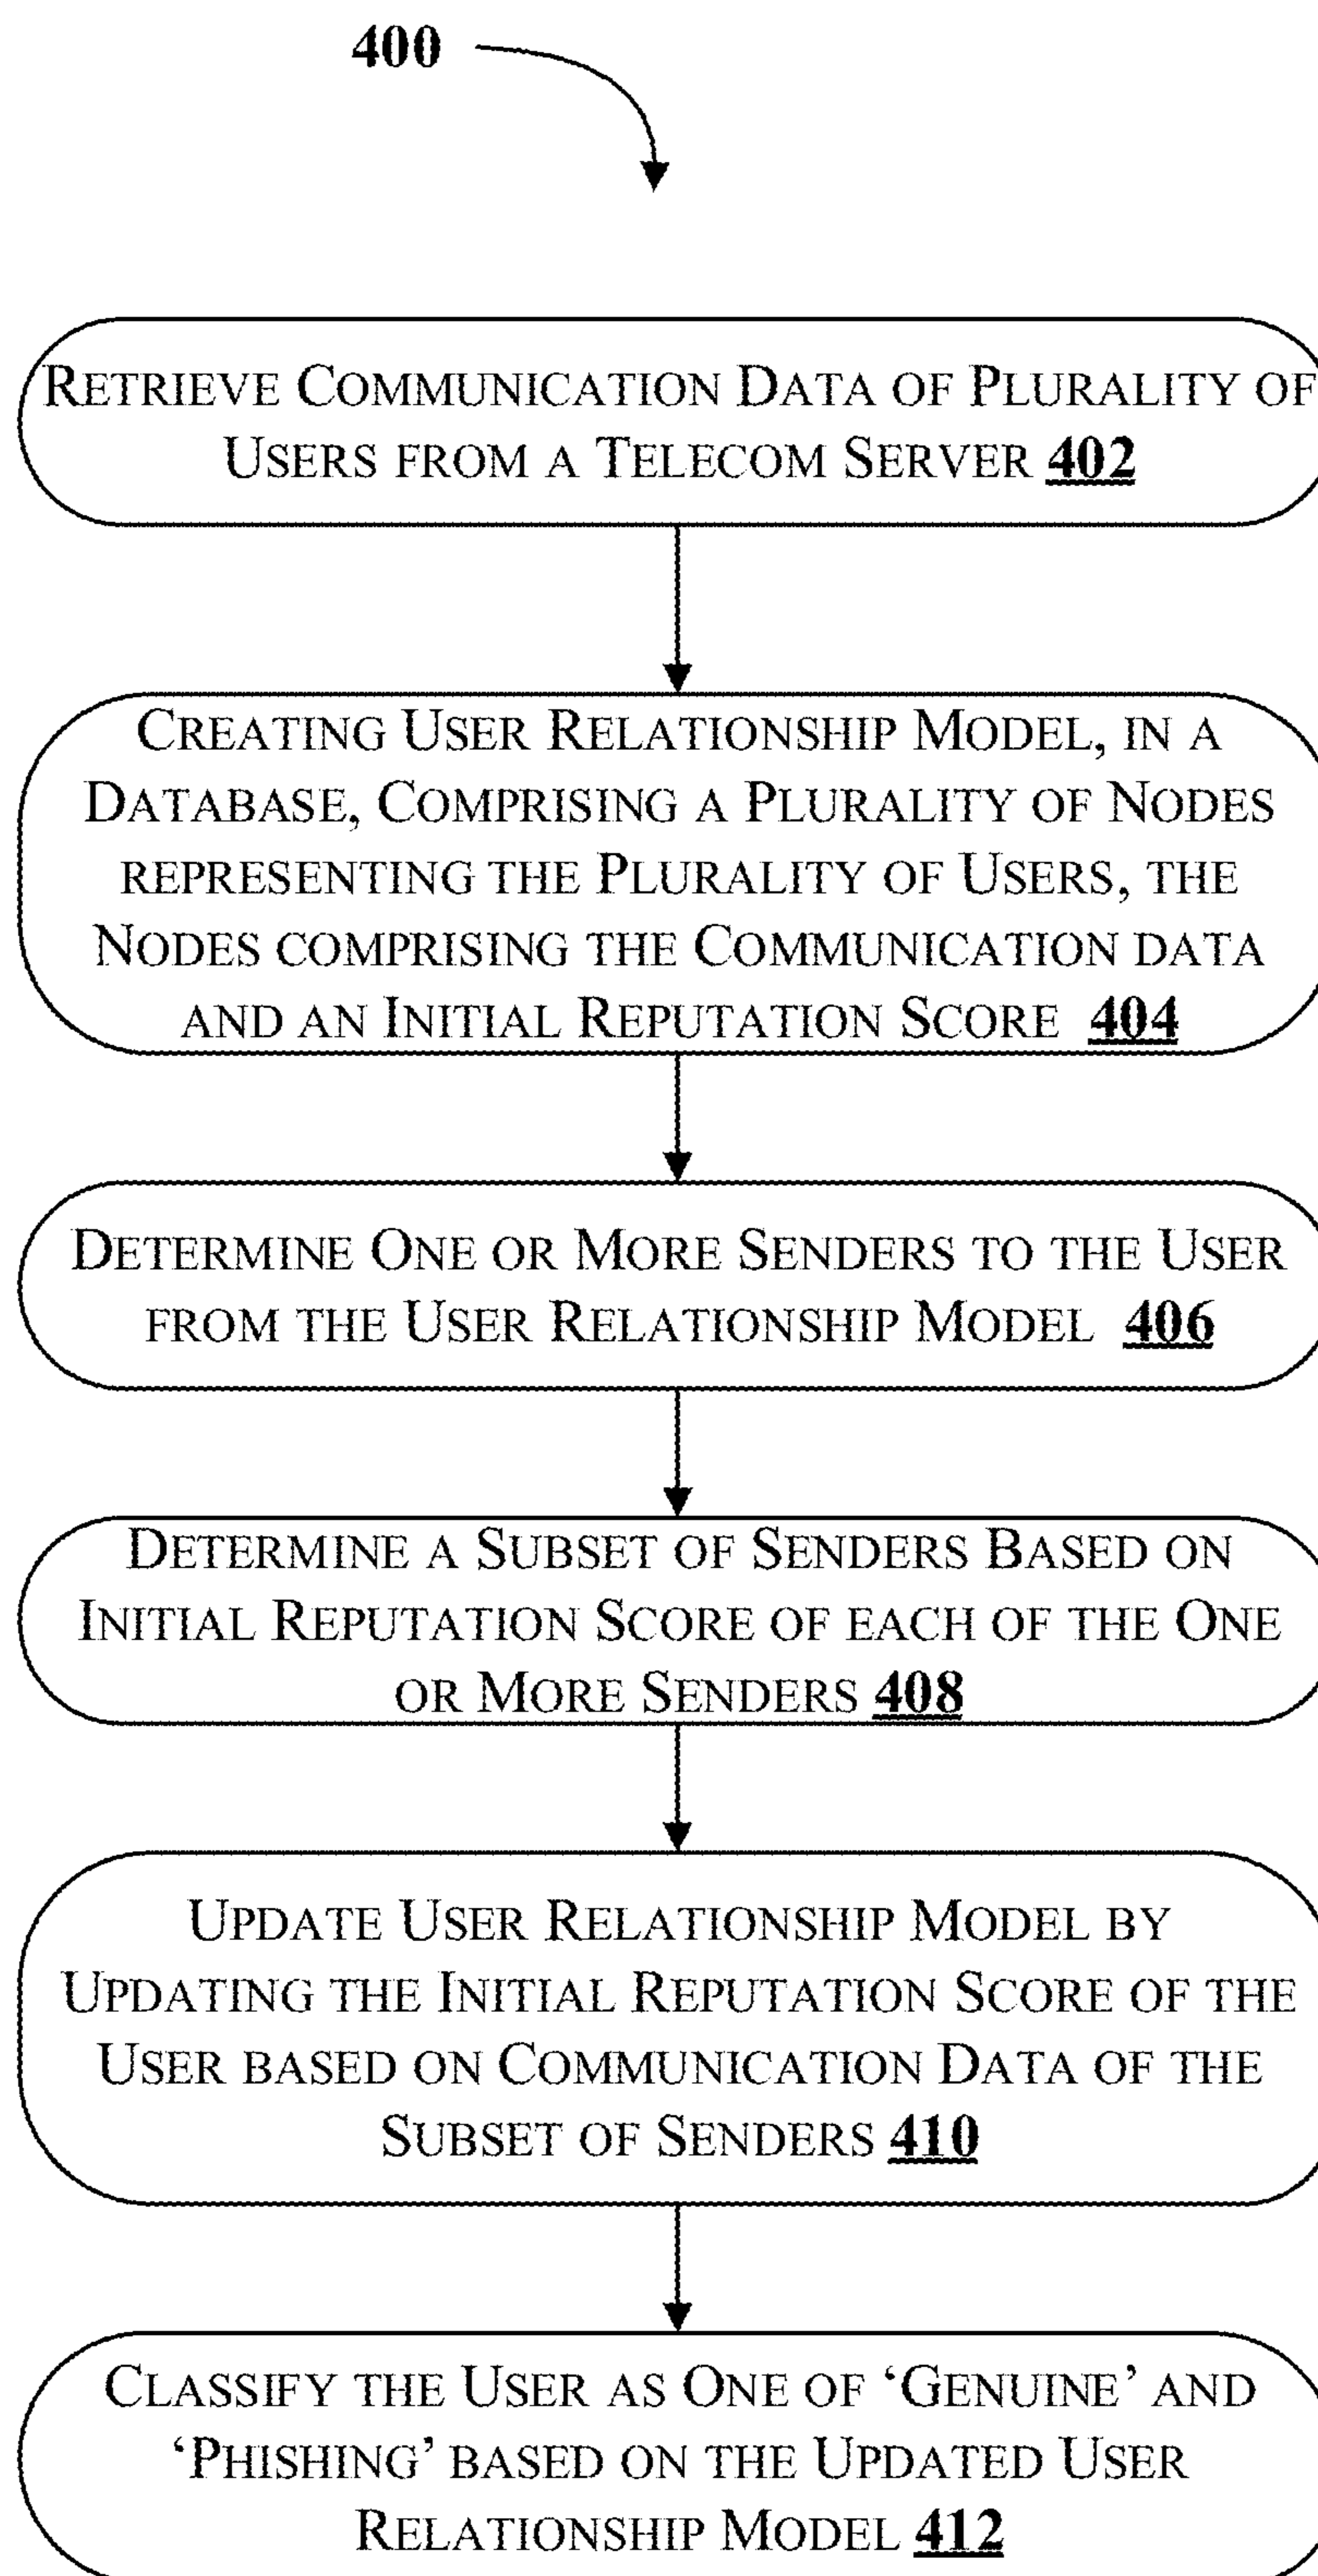 400
RETRIEVE COMMUNICATION DATA OF PLURALITY OF
USERS FROM A TELECOM SERVER 402
CREATING USER RELATIONSHIP MODEL, IN A
DATABASE, COMPRISING A PLURALITY OF NODES
REPRESENTING THE PLURALITY OF USERS, THE
NODES COMPRISING THE COMMUNICATION DATA
AND AN INITIAL REPUTATION SCORE 404
DETERMINE ONE OR MORE SENDERS TO THE USER
FROM THE USER RELATIONSHIP MODEL 406
DETERMINE A SUBSET OF SENDERS BASED ON
INITIAL REPUTATION SCORE OF EACH OF THE ONE
OR MORE SENDERS 408
UPDATE USER RELATIONSHIP MODEL BY
UPDATING THE INITIAL REPUTATION SCORE OF THE
USER BASED ON COMMUNICATION DATA OF THE
SUBSET OF SENDERS 410
CLASSIFY THE USER AS ONE OF ‘GENUINE’ AND
‘PHISHING’ BASED ON THE UPDATED USER
RELATIONSHIP MODEL 412